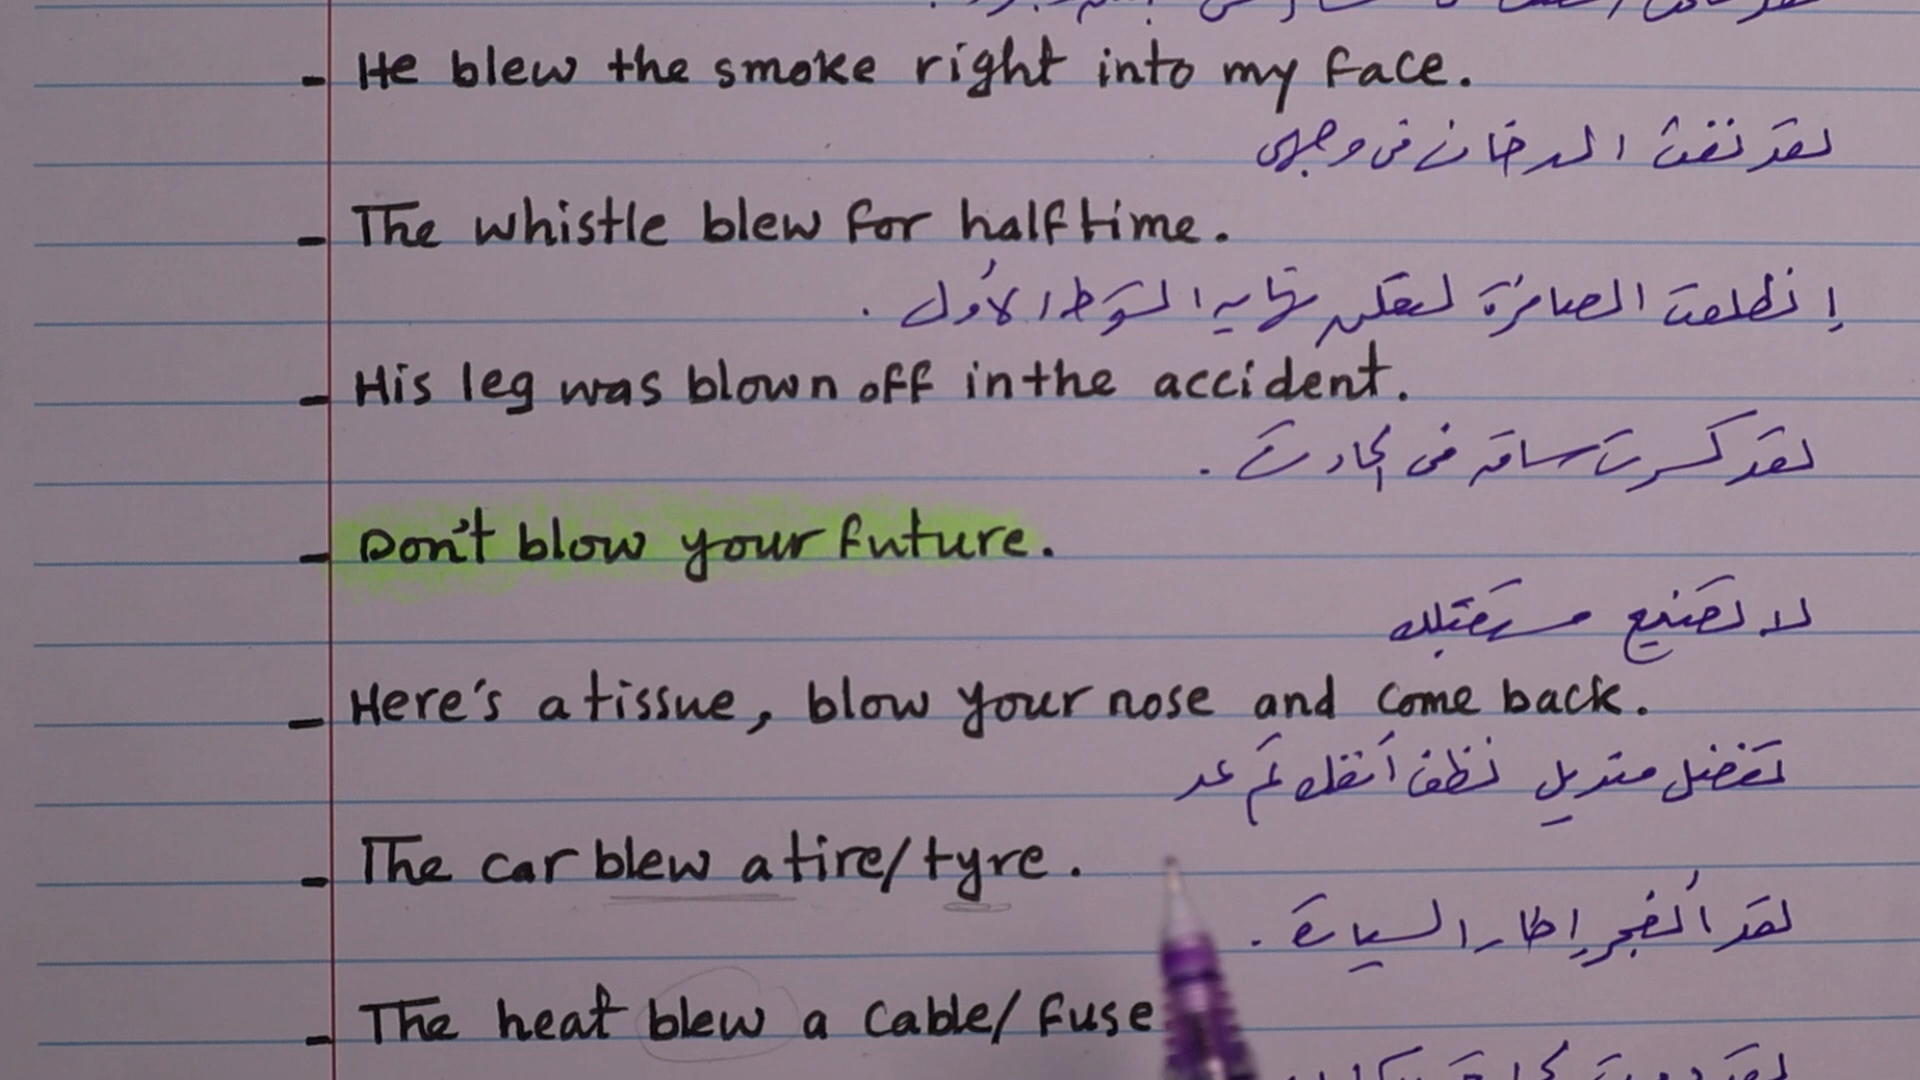 - He blew the smoke right into my face.
لقد نفث الدخان في وجهي
- The whistle blew for half time.
إنطلقت الصافرة لتعلن نهاية الشوط الأول .
- His leg was blown off in the accident.
لقد كسرت ساقه في الحادث .
- Don't blow your future.
لا تضيع مستقبلك
- Here's a tissue, blow your nose and come back.
تفضل منديل نظف أنفك ثم عد
- The car blew a tire/tyre.
لقد انفجر إطار السيارة .
- The heat blew a cable/fuse